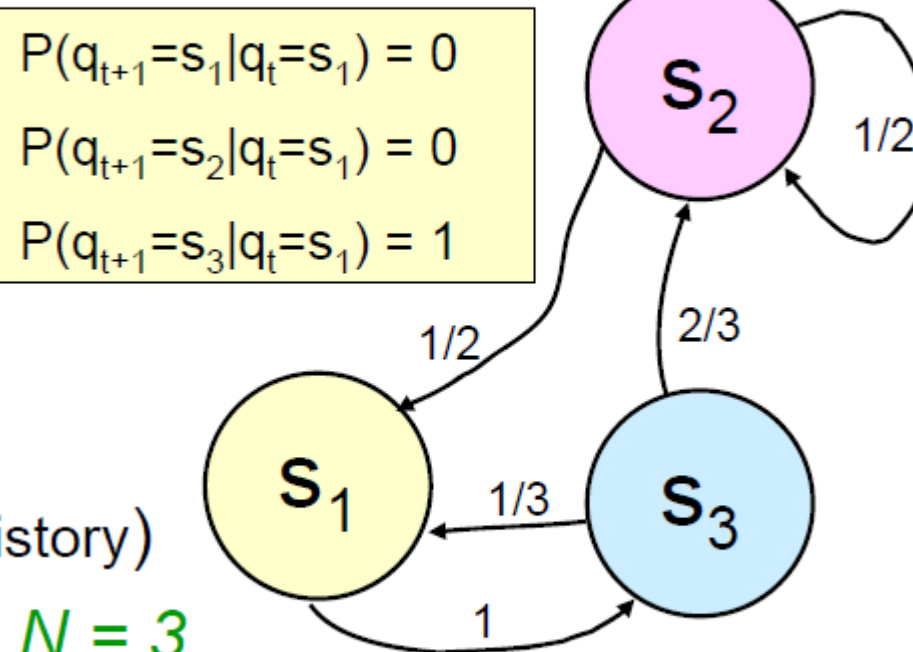 P(qₜ₊₁=s₁|qₜ=s₁) = 0
P(qₜ₊₁=s₂|qₜ=s₁) = 0
P(qₜ₊₁=s₃|qₜ=s₁) = 1
s₂
1/2
1/2
2/3
s₁
1/3
s₃
istory)
1
N = 3